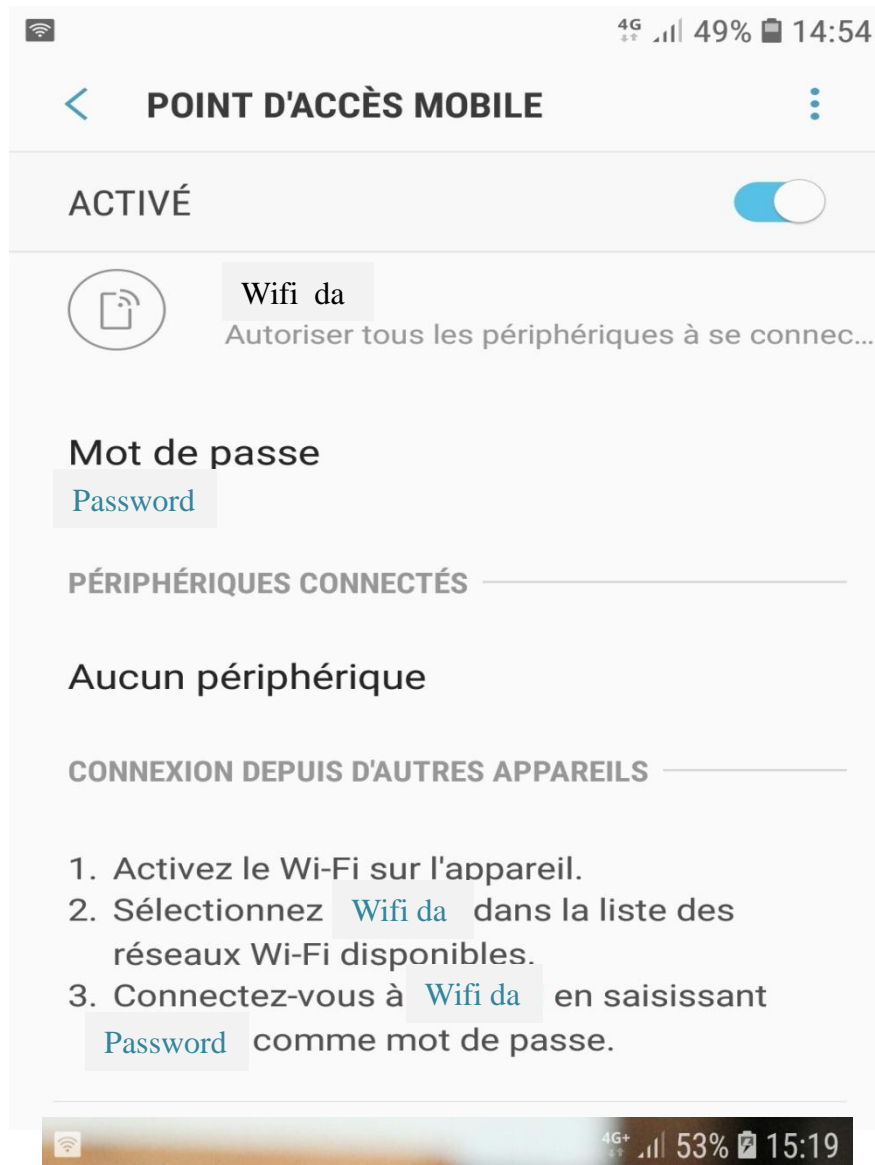 4G 49% 14:54
POINT D'ACCÈS MOBILE
ACTIVÉ
Wifi da
Autoriser tous les périphériques à se connec...
Mot de passe
Password
PÉRIPHÉRIQUES CONNECTÉS
Aucun périphérique
CONNEXION DEPUIS D'AUTRES APPAREILS
1. Activez le Wi-Fi sur l'appareil.
2. Sélectionnez Wifi da dans la liste des
réseaux Wi-Fi disponibles.
3. Connectez-vous à Wifi da en saisissant
Password comme mot de passe.
4G+ 53% 15:19